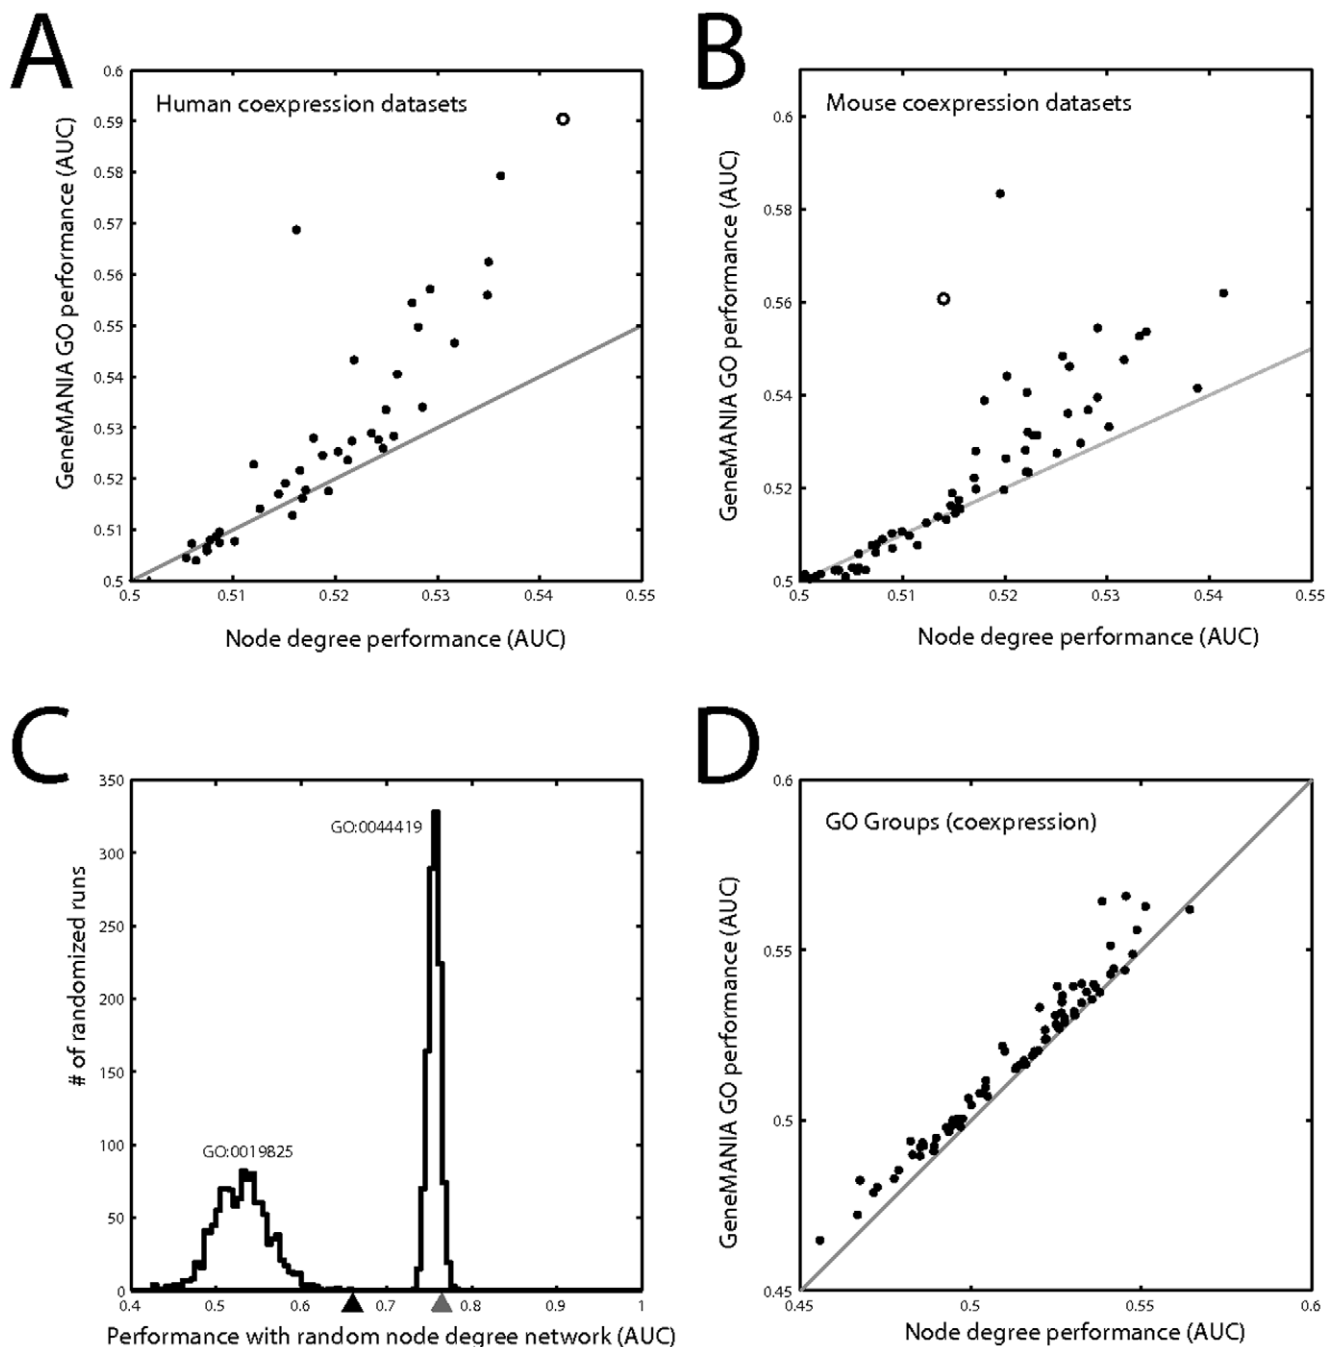 A
Human coexpression datasets
GeneMANIA GO performance (AUC)
0.6
0.59
0.58
0.57
0.56
0.55
0.54
0.53
0.52
0.51
0.5
0.5 0.51 0.52 0.53 0.54 0.55
Node degree performance (AUC)
B
Mouse coexpression datasets
GeneMANIA GO performance (AUC)
0.6
0.58
0.56
0.54
0.52
0.5
0.5 0.51 0.52 0.53 0.54 0.55
Node degree performance (AUC)
C
GO:0044419
GO:0019825
# of randomized runs
350
300
250
200
150
100
50
0
0.4 0.5 0.6 0.7 0.8 0.9 1
Performance with random node degree network (AUC)
D
GO Groups (coexpression)
GeneMANIA GO performance (AUC)
0.6
0.55
0.5
0.45
0.45 0.5 0.55 0.6
Node degree performance (AUC)